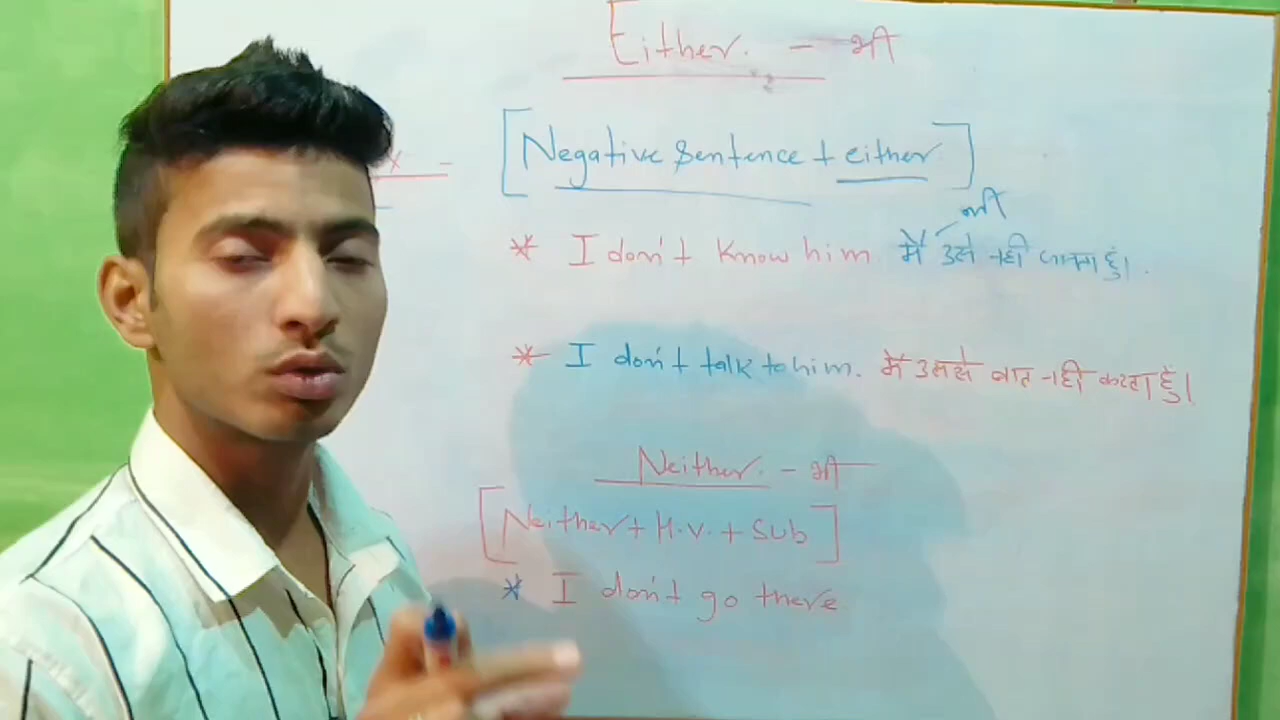 Either. - भी
x -
[Negative Sentence + either]
भी
* I don't know him मैं उसे नही जानता हुं।
* I don't talk to him. मैं उससे बात नही करता हुं।
Neither. - भी
[Neither + H.V. + Sub]
* I don't go there